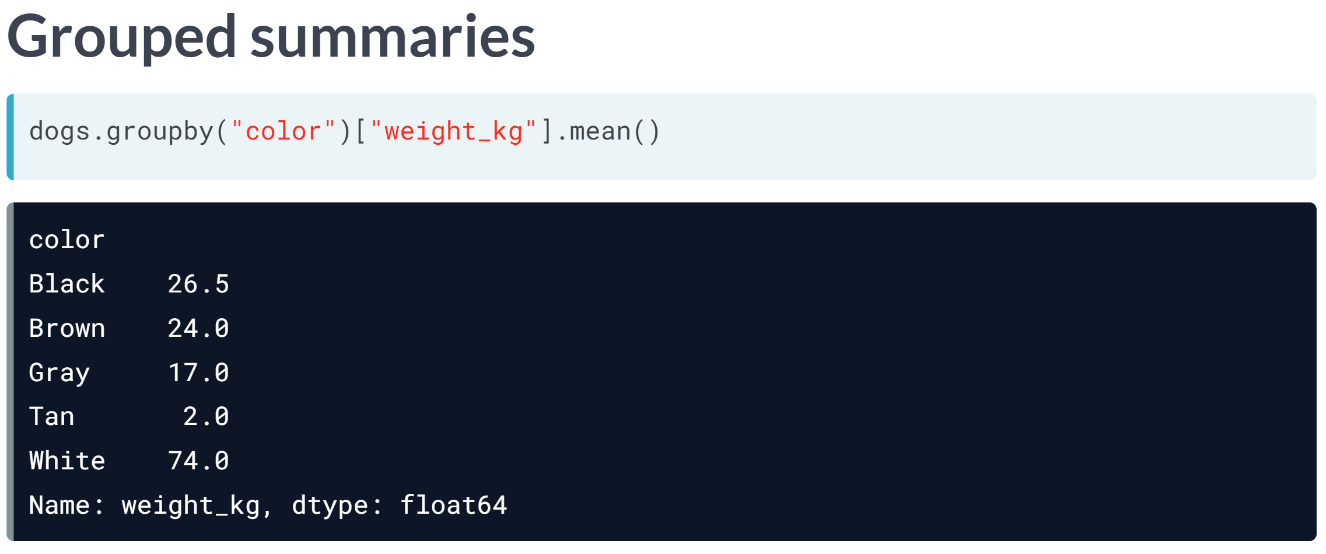 Grouped summaries
dogs.groupby("color")["weight_kg"].mean()
color
Black    26.5
Brown    24.0
Gray     17.0
Tan       2.0
White    74.0
Name: weight_kg, dtype: float64